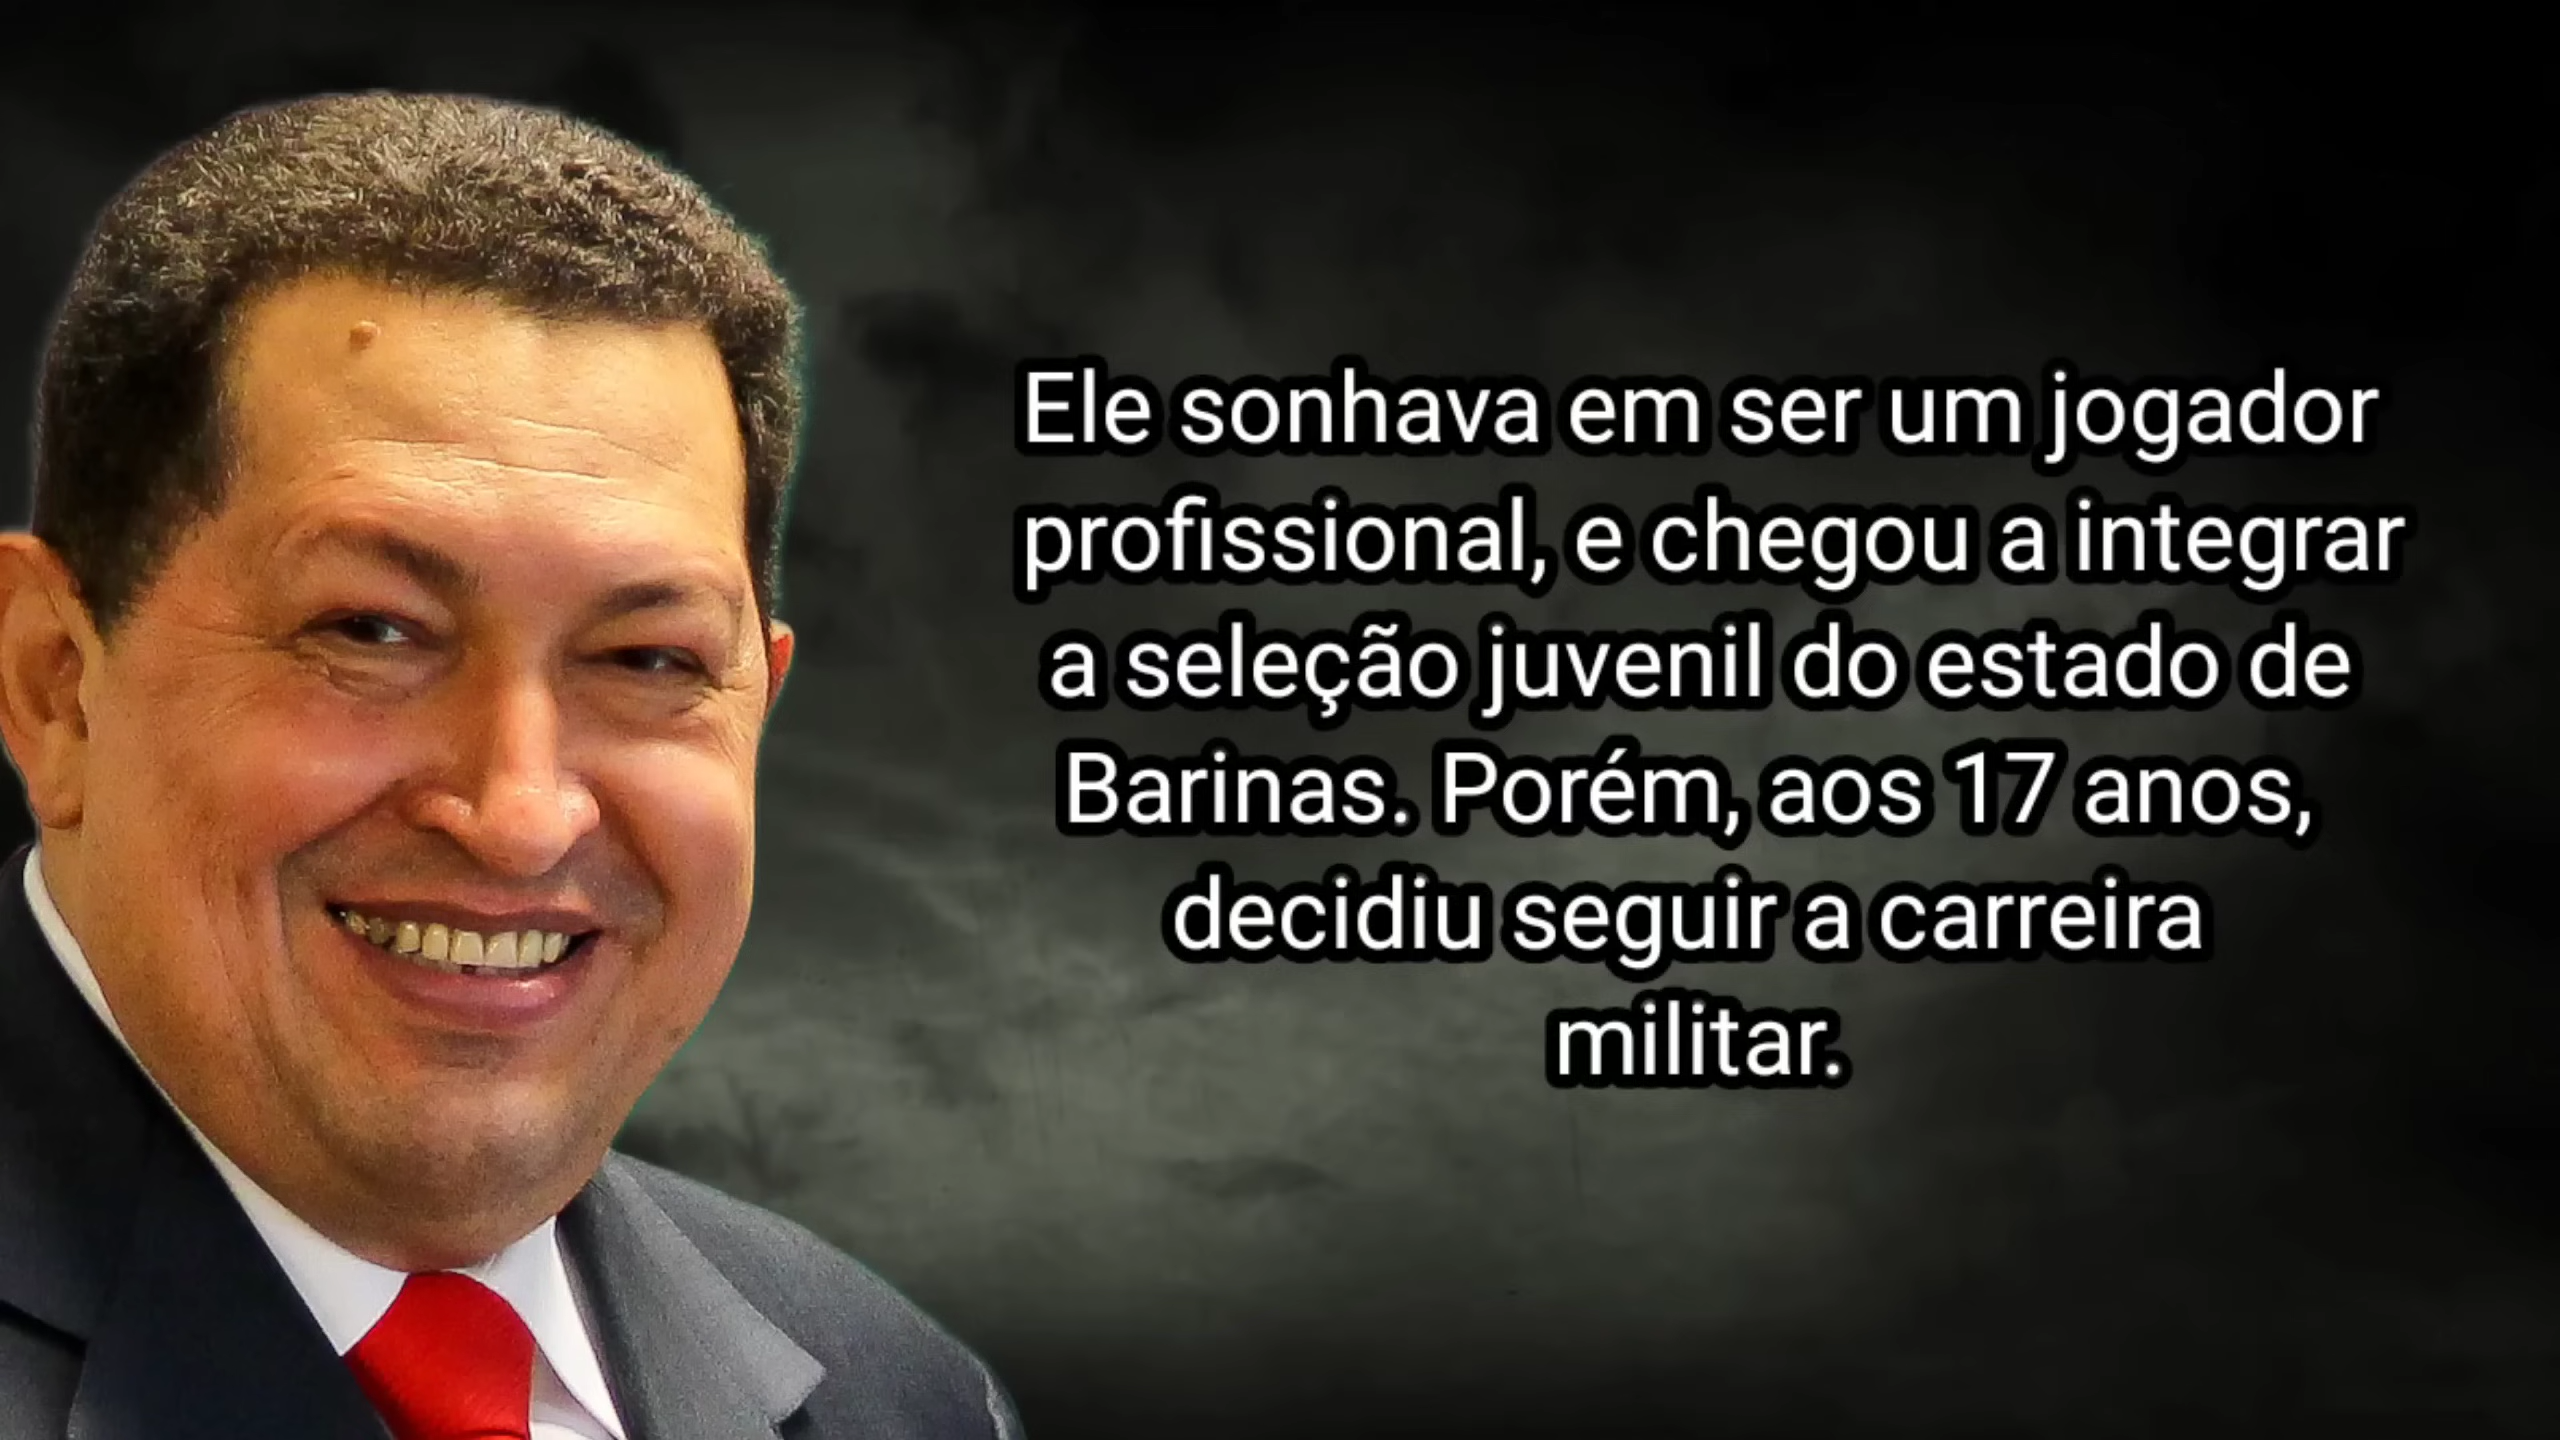 Ele sonhava em ser um jogador
profissional, e chegou a integrar
a seleção juvenil do estado de
Barinas. Porém, aos 17 anos,
decidiu seguir a carreira
militar.